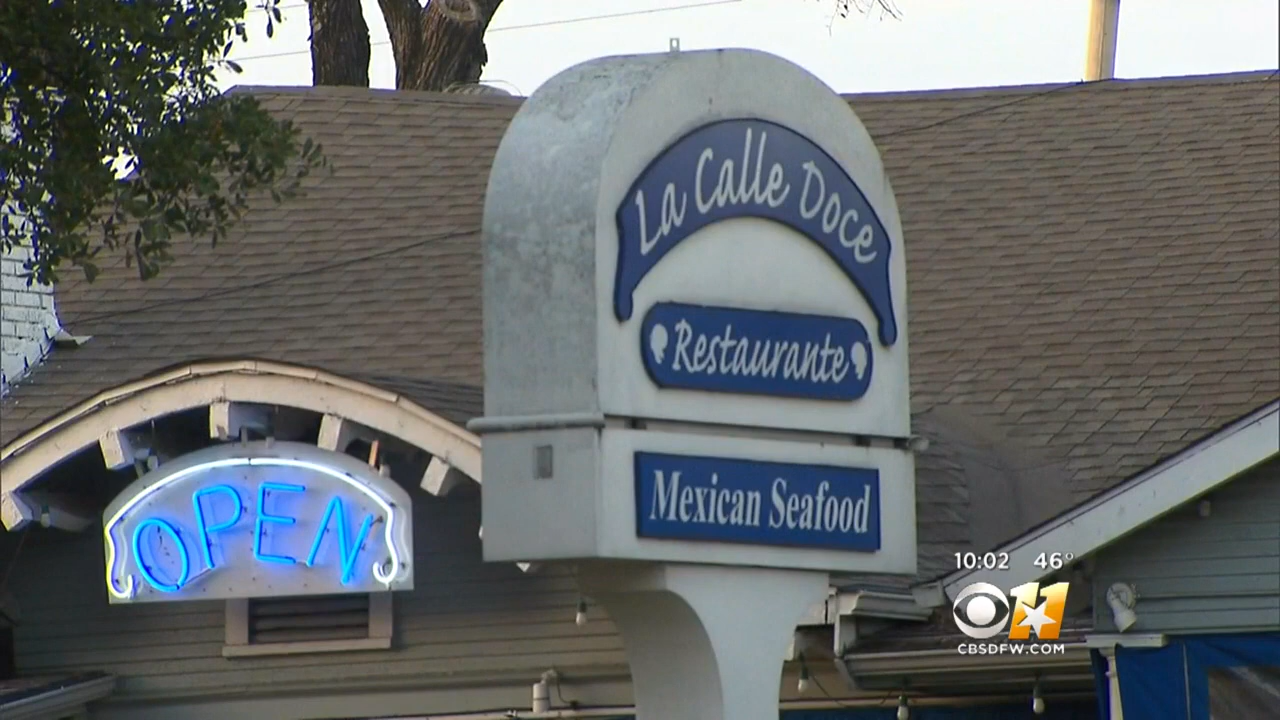 La Calle Doce
Restaurante
Mexican Seafood
OPEN
10:02 46°
11
CBSDFW.COM